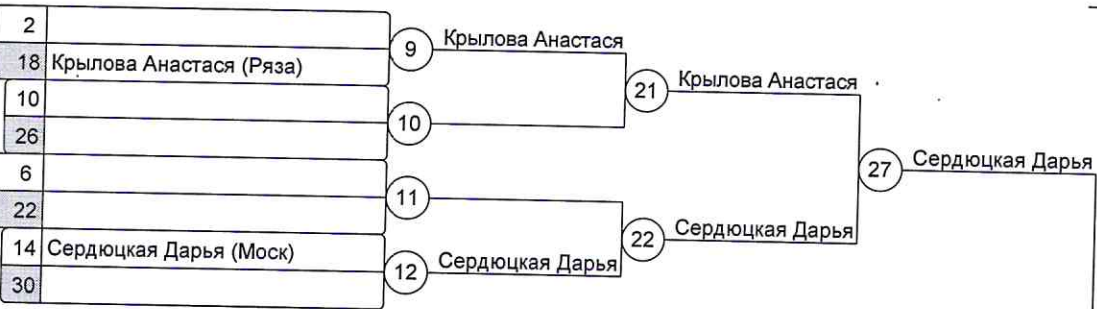 2
9 Крылова Анастася
18 Крылова Анастася (Ряза)
21 Крылова Анастася
10
10
26
6
27 Сердюцкая Дарья
11
22
22 Сердюцкая Дарья
14 Сердюцкая Дарья (Моск)
12 Сердюцкая Дарья
30